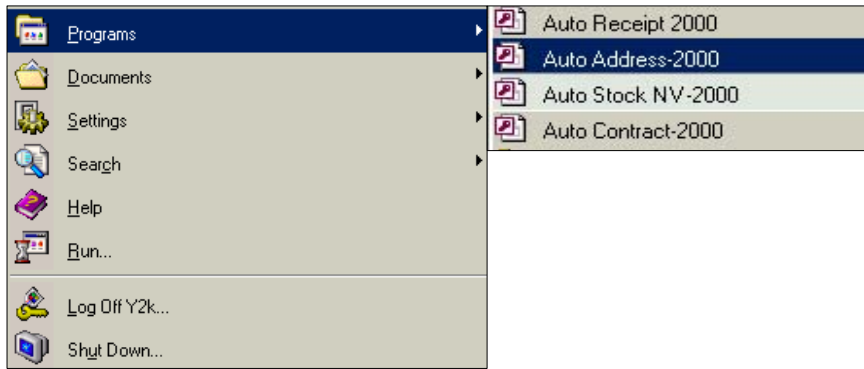 Programs
Documents
Settings
Search
Help
Run...
Log Off Y2k...
Shut Down...
Auto Receipt 2000
Auto Address-2000
Auto Stock NV-2000
Auto Contract-2000